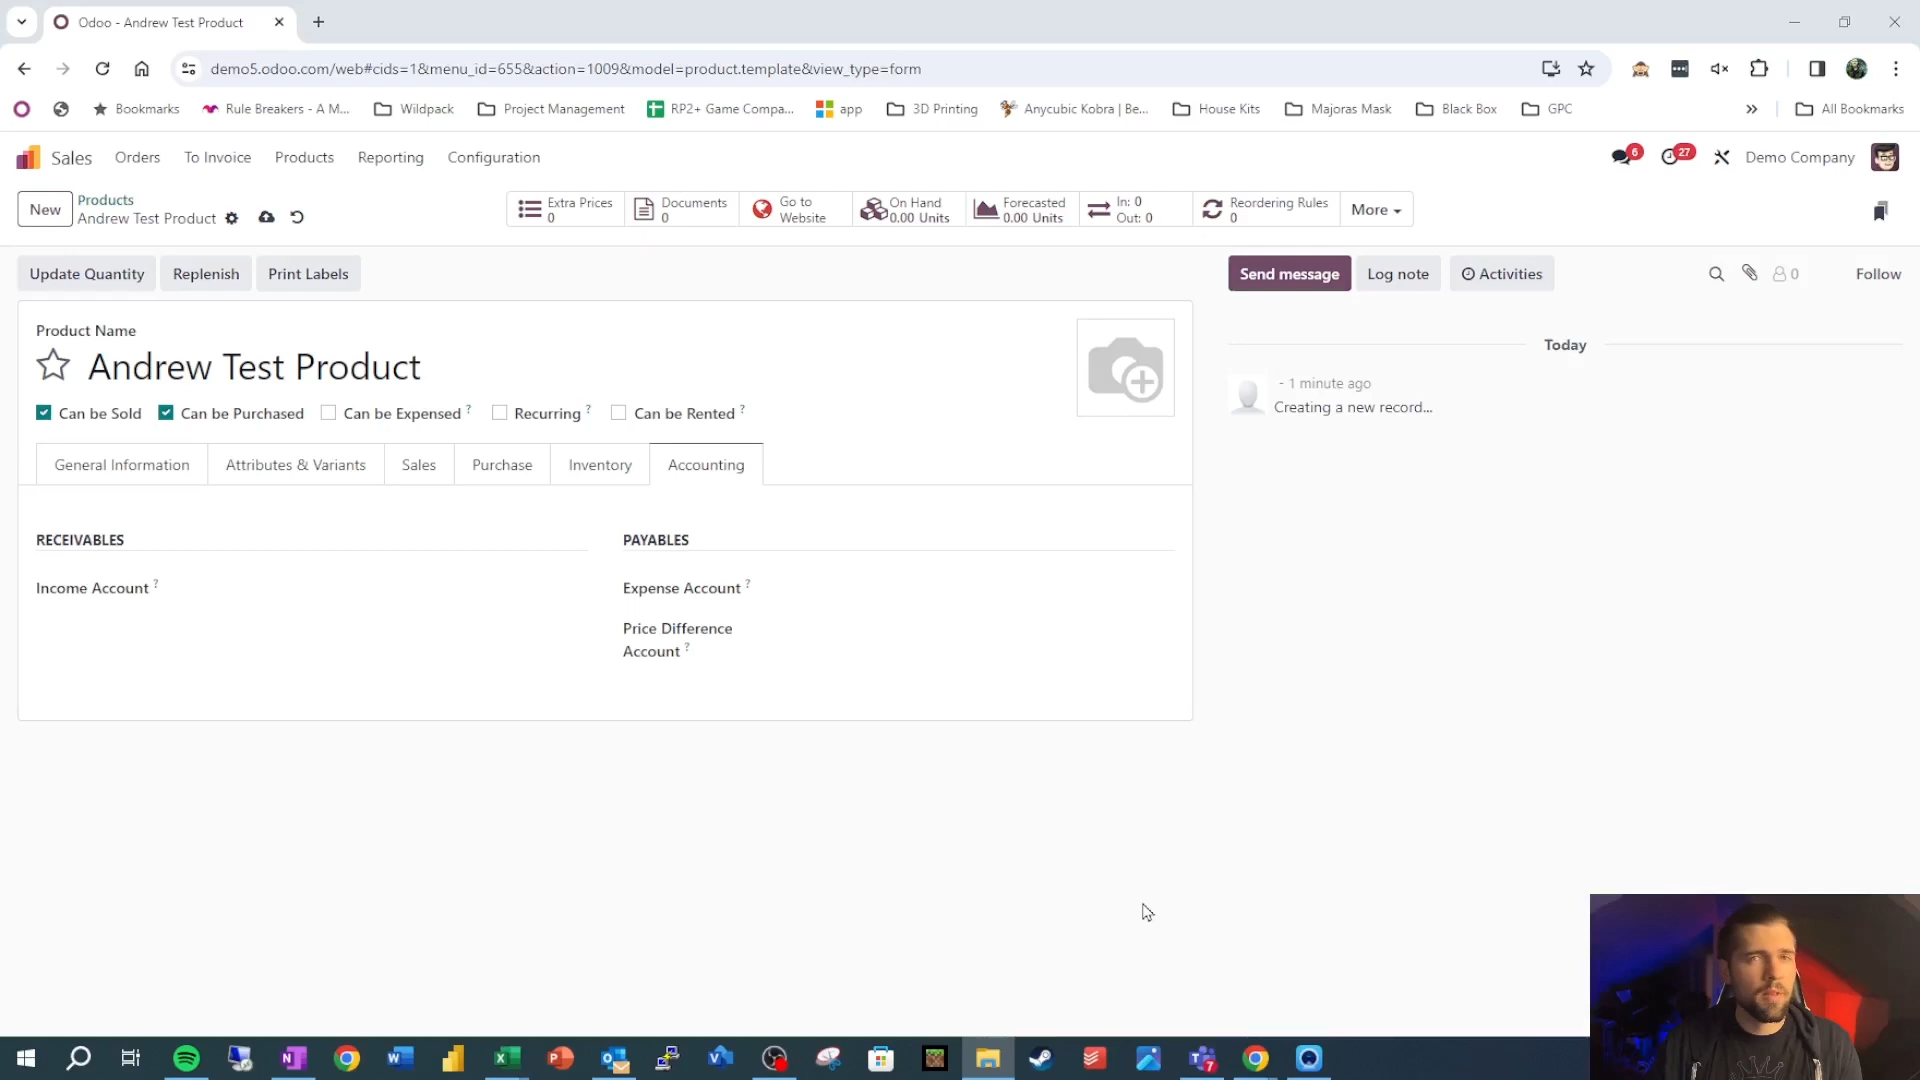 Odoo - Andrew Test Product
demo5.odoo.com/web#cids=1&menu_id=655&action=1009&model=product.template&view_type=form
Bookmarks
Rule Breakers - A M...
Wildpack
Project Management
RP2+ Game Compa...
app
3D Printing
Anycubic Kobra | Be...
House Kits
Majoras Mask
Black Box
GPC
»
All Bookmarks
Sales
Orders
To Invoice
Products
Reporting
Configuration
6
27
Demo Company
New
Products
Andrew Test Product
Extra Prices
0
Documents
0
Go to
Website
On Hand
0.00 Units
Forecasted
0.00 Units
In: 0
Out: 0
Reordering Rules
0
More
Update Quantity
Replenish
Print Labels
Send message
Log note
Activities
0
Follow
Product Name
Andrew Test Product
Can be Sold
Can be Purchased
Can be Expensed ?
Recurring ?
Can be Rented ?
Today
- 1 minute ago
Creating a new record...
General Information
Attributes & Variants
Sales
Purchase
Inventory
Accounting
RECEIVABLES
PAYABLES
Income Account ?
Expense Account ?
Price Difference
Account ?
7